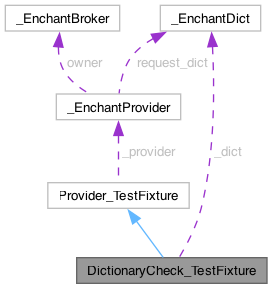 _EnchantBroker
_EnchantDict
owner
request_dict
_EnchantProvider
_provider
_dict
Provider_TestFixture
DictionaryCheck_TestFixture